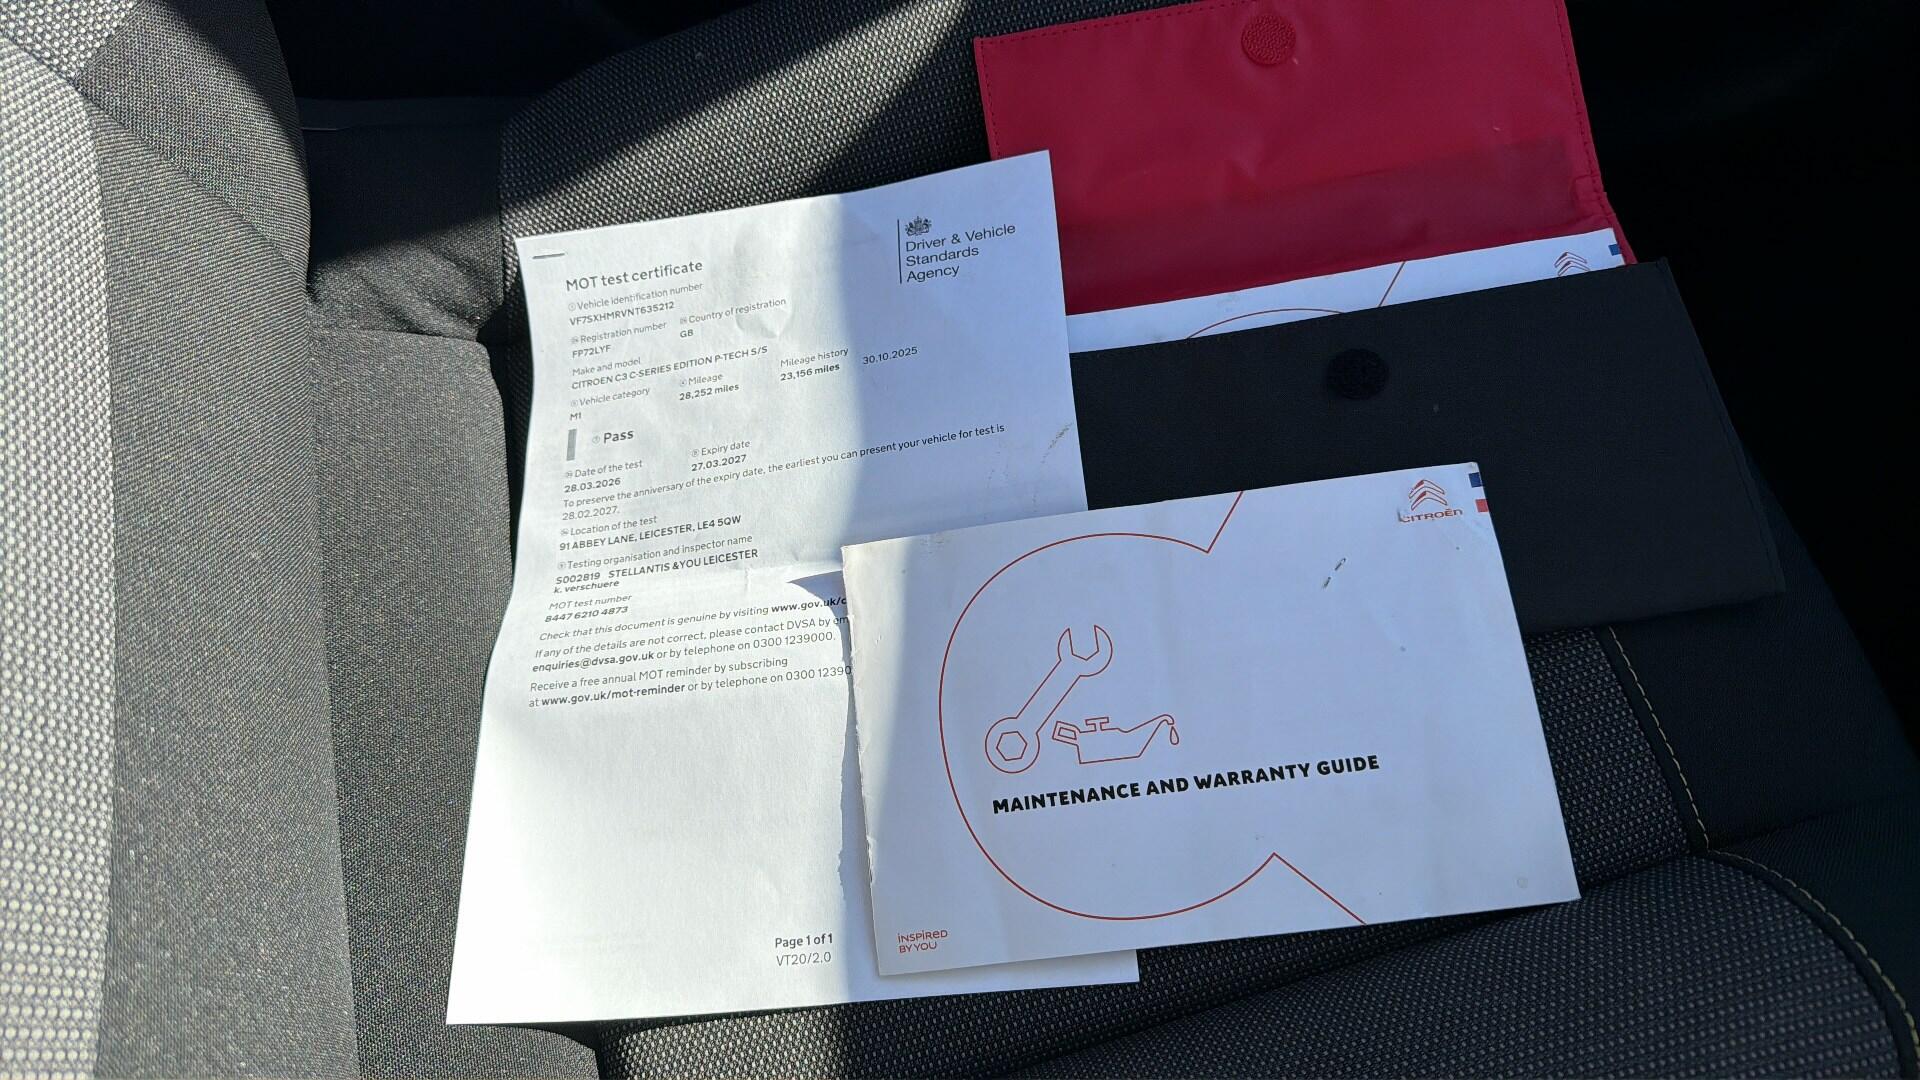 MOT test certificate
Driver & Vehicle
Standards
Agency
Vehicle identification number
VF7SXHMRVNT635212
Registration number
Country of registration
FP72LYF
GB
Make and model
CITROEN C3 C-SERIES EDITION P-TECH S/S
Vehicle category
Mileage
Mileage history
M1
28,252 miles
23,156 miles
30.10.2025
Pass
Date of the test
Expiry date
28.03.2026
27.03.2027
To preserve the anniversary of the expiry date, the earliest you can present your vehicle for test is
28.02.2027.
Location of the test
91 ABBEY LANE, LEICESTER, LE4 5QW
Testing organisation and inspector name
S002819 STELLANTIS &YOU LEICESTER
k. verschuere
MOT test number
8447 6210 4873
Check that this document is genuine by visiting www.gov.uk/c
If any of the details are not correct, please contact DVSA by em
enquiries@dvsa.gov.uk or by telephone on 0300 1239000.
Receive a free annual MOT reminder by subscribing
at www.gov.uk/mot-reminder or by telephone on 0300 12390
Page 1 of 1
VT20/2.0
CITROËN
MAINTENANCE AND WARRANTY GUIDE
INSPIRED
BY YOU